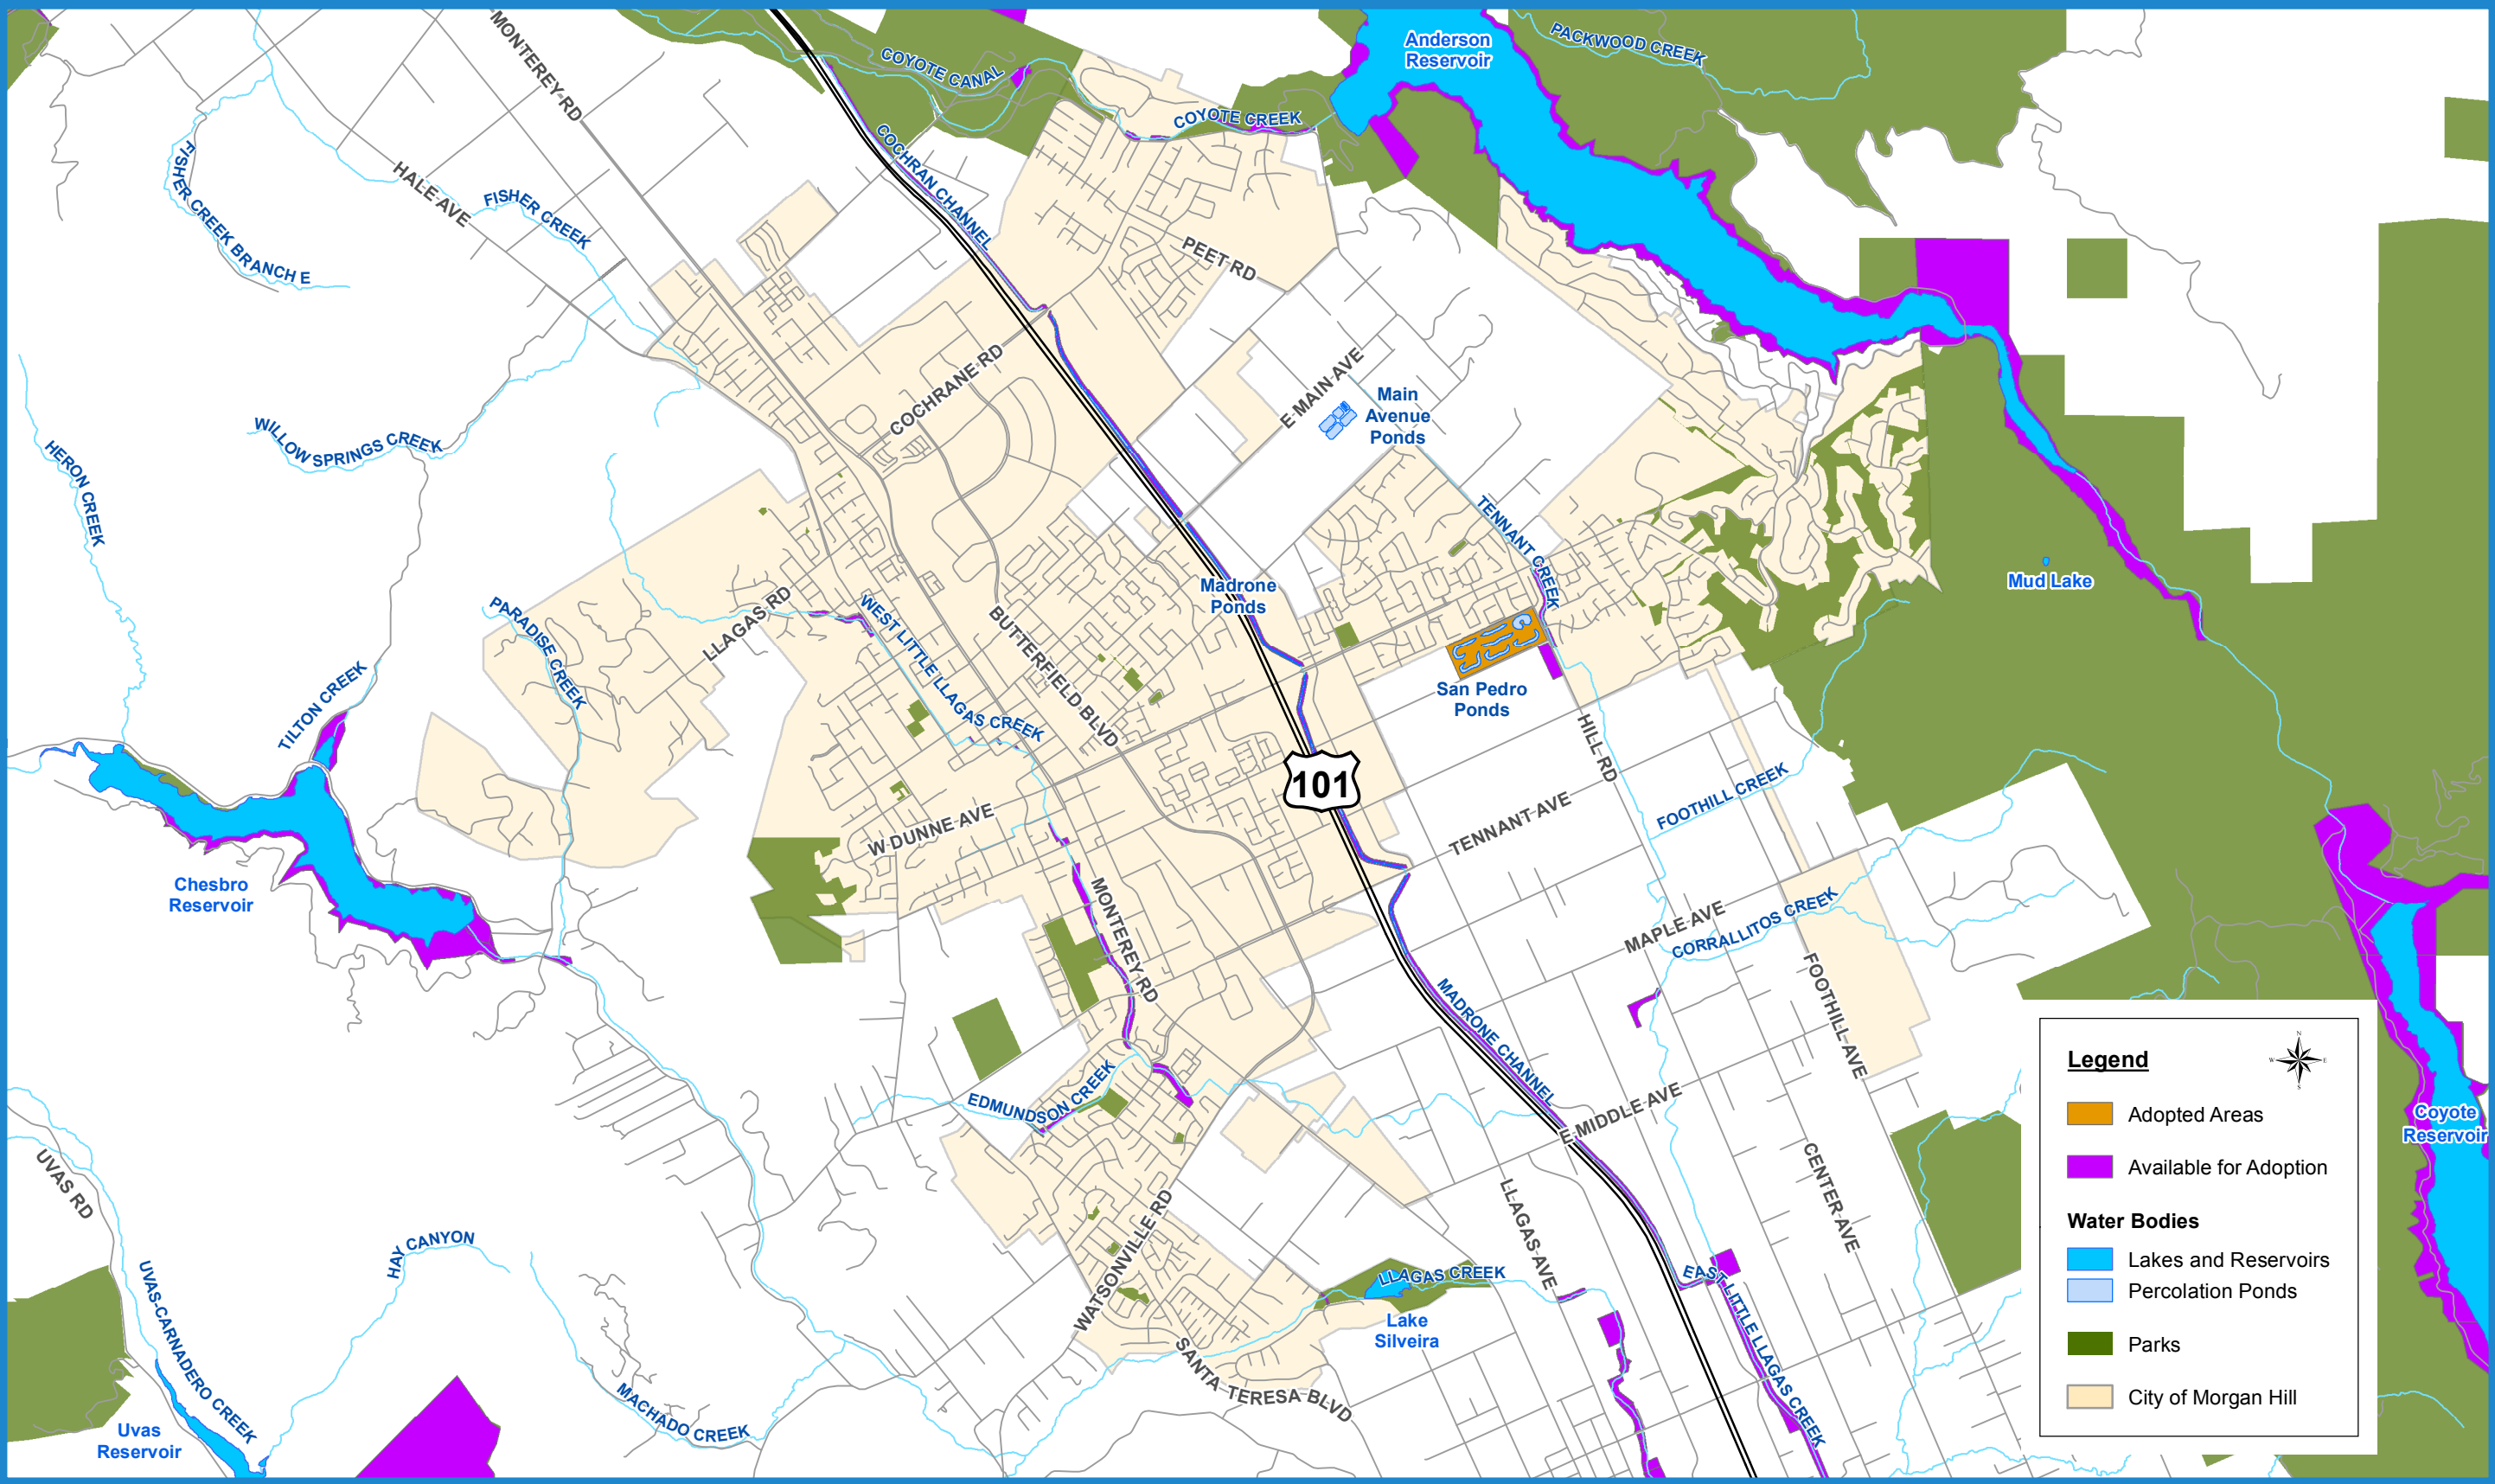 MONTEREY RD
COYOTE CANAL
Anderson
Reservoir
PACKWOOD CREEK
COYOTE CREEK
COCHRAN CHANNEL
FISHER CREEK BRANCH E
HALE AVE
FISHER CREEK
PEET RD
COCHRANE RD
E MAIN AVE
Main
Avenue
Ponds
WILLOW SPRINGS CREEK
HERON CREEK
TENNANT CREEK
Mud Lake
Madrone
Ponds
PARADISE CREEK
LLAGAS RD
WEST LITTLE LLAGAS CREEK
BUTTERFIELD BLVD
San Pedro
Ponds
TILTON CREEK
HILL RD
101
FOOTHILL CREEK
TENNANT AVE
W DUNNE AVE
Chesbro
Reservoir
MONTEREY RD
MAPLE AVE
CORRALLITOS CREEK
FOOTHILL AVE
MADRONE CHANNEL
EDMUNDSON CREEK
E MIDDLE AVE
CENTER AVE
UVAS RD
HAY CANYON
WATSONVILLE RD
LLAGAS AVE
LLAGAS CREEK
Lake
Silveira
EAST LITTLE LLAGAS CREEK
UVAS-CARNADERO CREEK
SANTA TERESA BLVD
MACHADO CREEK
Uvas
Reservoir
Coyote
Reservoir
Legend
N
W E
S
Adopted Areas
Available for Adoption
Water Bodies
Lakes and Reservoirs
Percolation Ponds
Parks
City of Morgan Hill